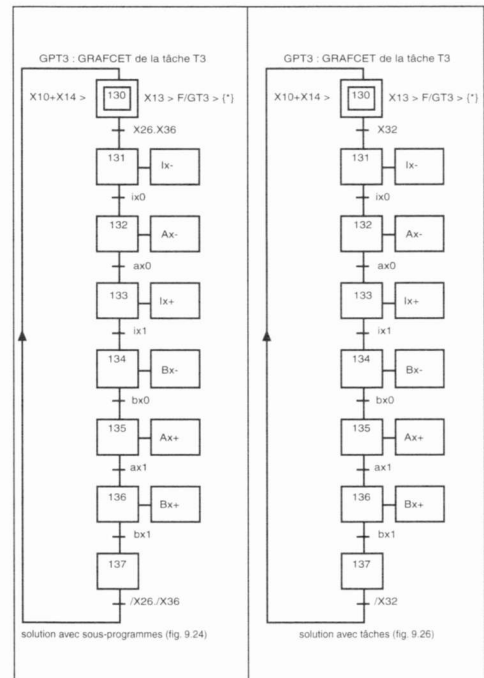 GPT3 : GRAFCET de la tâche T3
X10+X14 >
130
X13 > F/GT3 > {*}
X26.X36
131
Ix-
ix0
132
Ax-
ax0
133
Ix+
ix1
134
Bx-
bx0
135
Ax+
ax1
136
Bx+
bx1
137
/X26./X36
solution avec sous-programmes (fig. 9.24)
GPT3 : GRAFCET de la tâche T3
X10+X14 >
130
X13 > F/GT3 > {*}
X32
131
Ix-
ix0
132
Ax-
ax0
133
Ix+
ix1
134
Bx-
bx0
135
Ax+
ax1
136
Bx+
bx1
137
/X32
solution avec tâches (fig. 9.26)